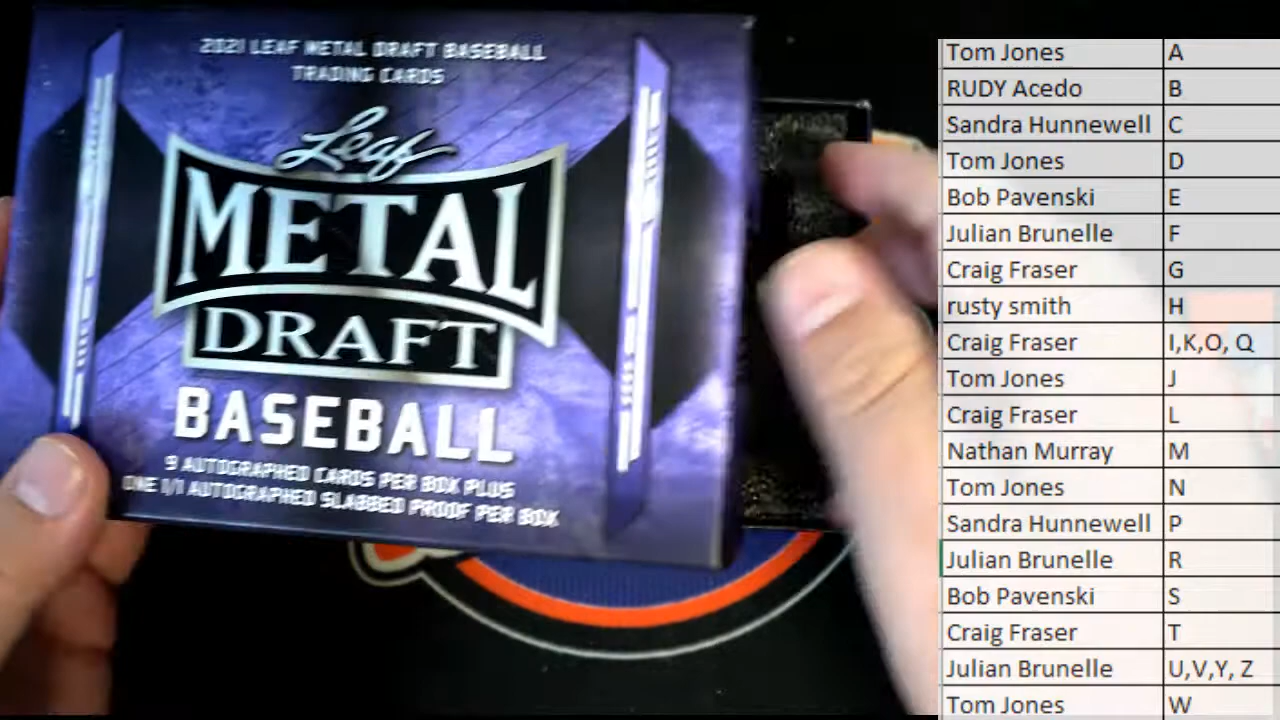 2021 LEAF METAL DRAFT BASEBALL
TRADING CARDS
Leaf
METAL
DRAFT
BASEBALL
9 AUTOGRAPHED CARDS PER BOX PLUS
ONE 1/1 AUTOGRAPHED SLABBED PROOF PER BOX
Tom Jones A
RUDY Acedo B
Sandra Hunnewell C
Tom Jones D
Bob Pavenski E
Julian Brunelle F
Craig Fraser G
rusty smith H
Craig Fraser I,K,O, Q
Tom Jones J
Craig Fraser L
Nathan Murray M
Tom Jones N
Sandra Hunnewell P
Julian Brunelle R
Bob Pavenski S
Craig Fraser T
Julian Brunelle U,V,Y, Z
Tom Jones W